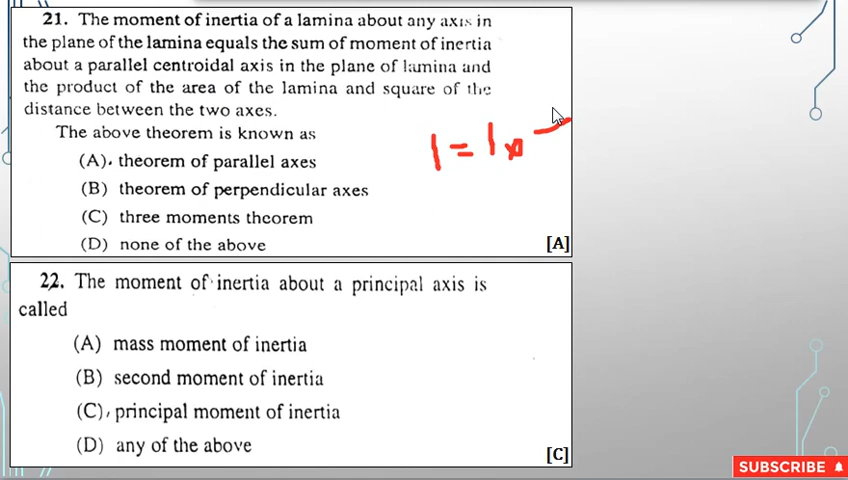 21. The moment of inertia of a lamina about any axis in
the plane of the lamina equals the sum of moment of inertia
about a parallel centroidal axis in the plane of lamina and
the product of the area of the lamina and square of the
distance between the two axes.
The above theorem is known as
(A). theorem of parallel axes
(B) theorem of perpendicular axes
(C) three moments theorem
(D) none of the above
[A]
22. The moment of inertia about a principal axis is
called
(A) mass moment of inertia
(B) second moment of inertia
(C) principal moment of inertia
(D) any of the above
[C]
SUBSCRIBE